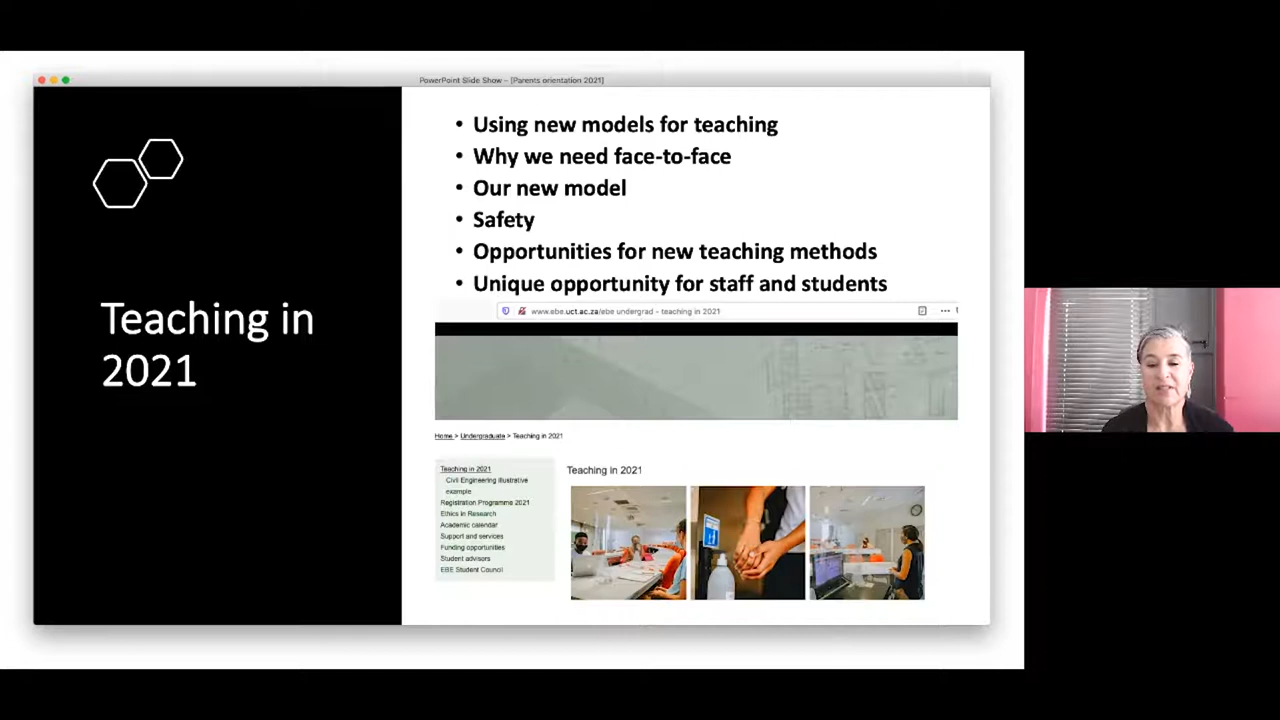 PowerPoint Slide Show – [Parents orientation 2021]
Teaching in
2021
• Using new models for teaching
• Why we need face-to-face
• Our new model
• Safety
• Opportunities for new teaching methods
• Unique opportunity for staff and students
www.ebe.uct.ac.za/ebe undergrad - teaching in 2021
Home > Undergraduate > Teaching in 2021
Teaching in 2021
Civil Engineering illustrative
example
Registration Programme 2021
Ethics in Research
Academic calendar
Support and services
Funding opportunities
Student advisors
EBE Student Council
Teaching in 2021